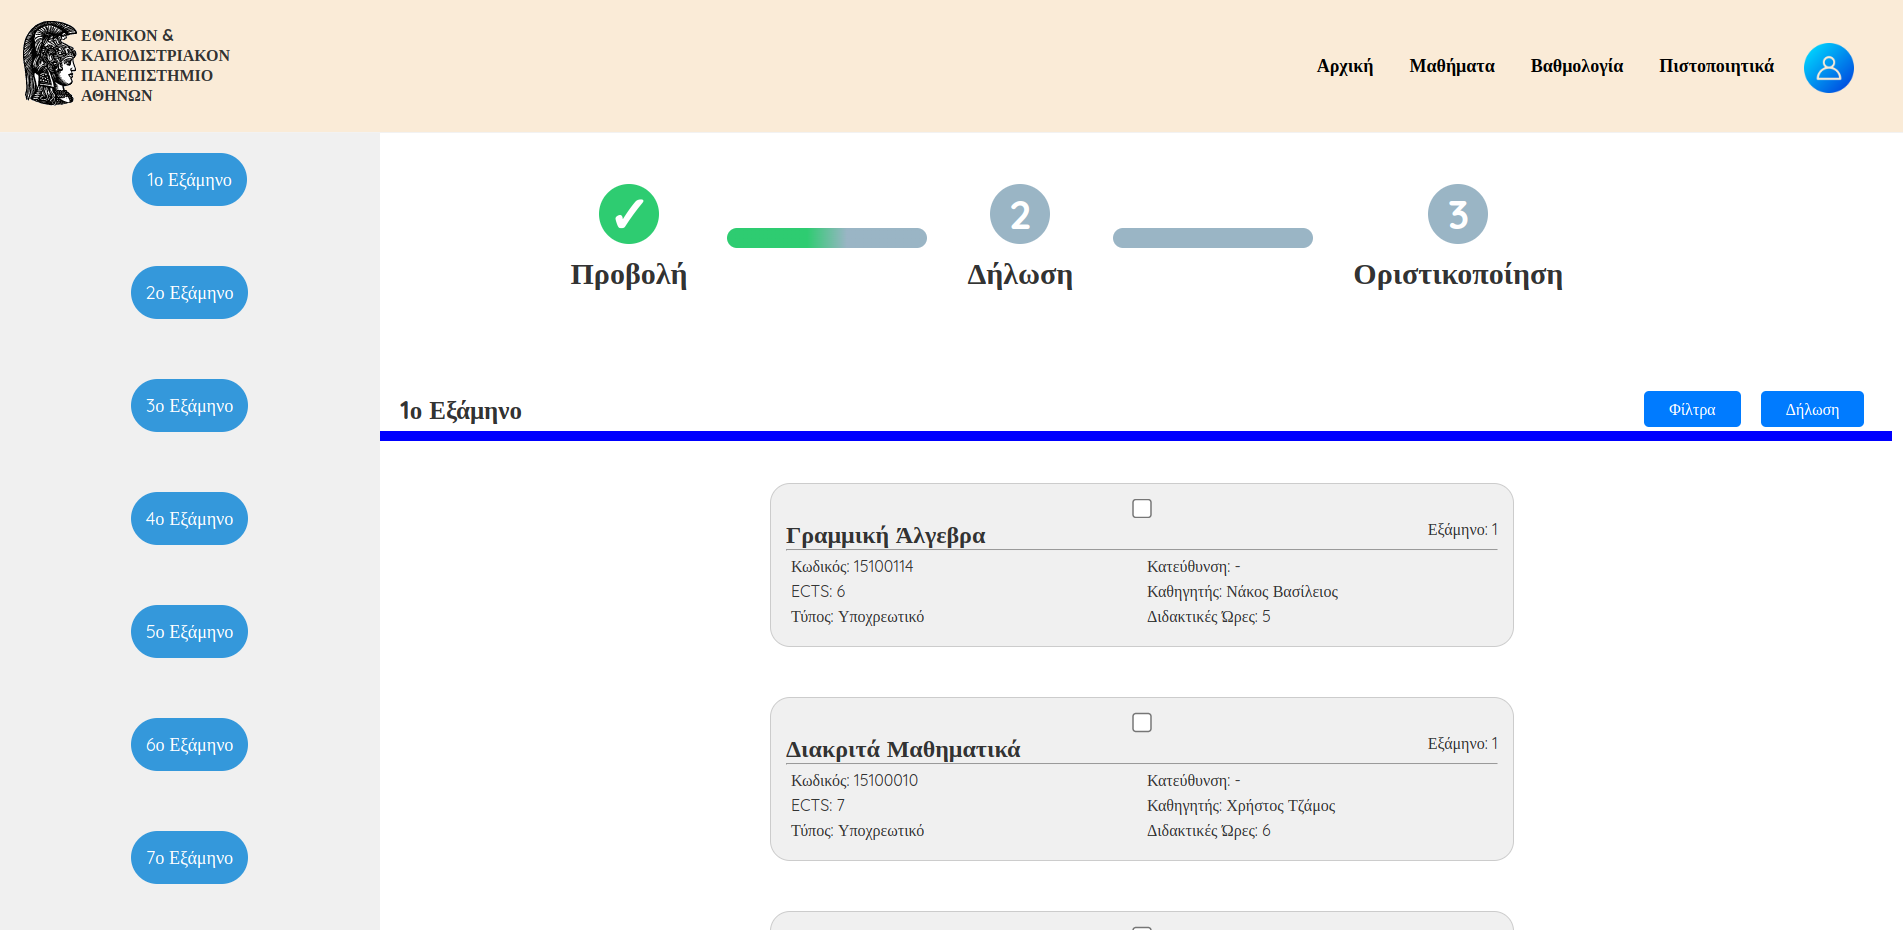 ΕΘΝΙΚΟΝ &
ΚΑΠΟΔΙΣΤΡΙΑΚΟΝ
ΠΑΝΕΠΙΣΤΗΜΙΟ
ΑΘΗΝΩΝ
Αρχική Μαθήματα Βαθμολογία Πιστοποιητικά
1ο Εξάμηνο
2ο Εξάμηνο
3ο Εξάμηνο
4ο Εξάμηνο
5ο Εξάμηνο
6ο Εξάμηνο
7ο Εξάμηνο
✓ 2 3
Προβολή Δήλωση Οριστικοποίηση
1ο Εξάμηνο Φίλτρα Δήλωση
Γραμμική Άλγεβρα Εξάμηνο: 1
Κωδικός: 15100114 Κατεύθυνση: -
ECTS: 6 Καθηγητής: Νάκος Βασίλειος
Τύπος: Υποχρεωτικό Διδακτικές Ώρες: 5
Διακριτά Μαθηματικά Εξάμηνο: 1
Κωδικός: 15100010 Κατεύθυνση: -
ECTS: 7 Καθηγητής: Χρήστος Τζάμος
Τύπος: Υποχρεωτικό Διδακτικές Ώρες: 6